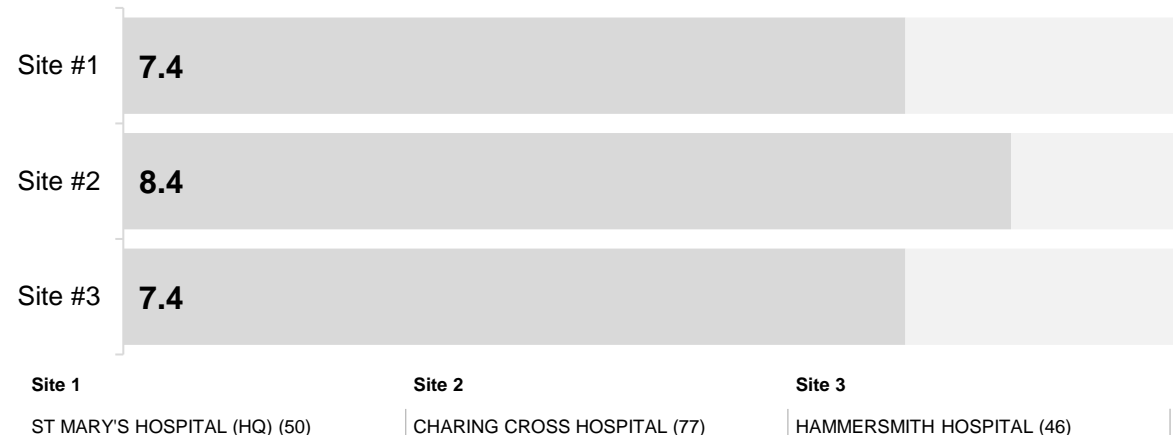 Site #1 7.4
Site #2 8.4
Site #3 7.4
Site 1 Site 2 Site 3
ST MARY'S HOSPITAL (HQ) (50) CHARING CROSS HOSPITAL (77) HAMMERSMITH HOSPITAL (46)